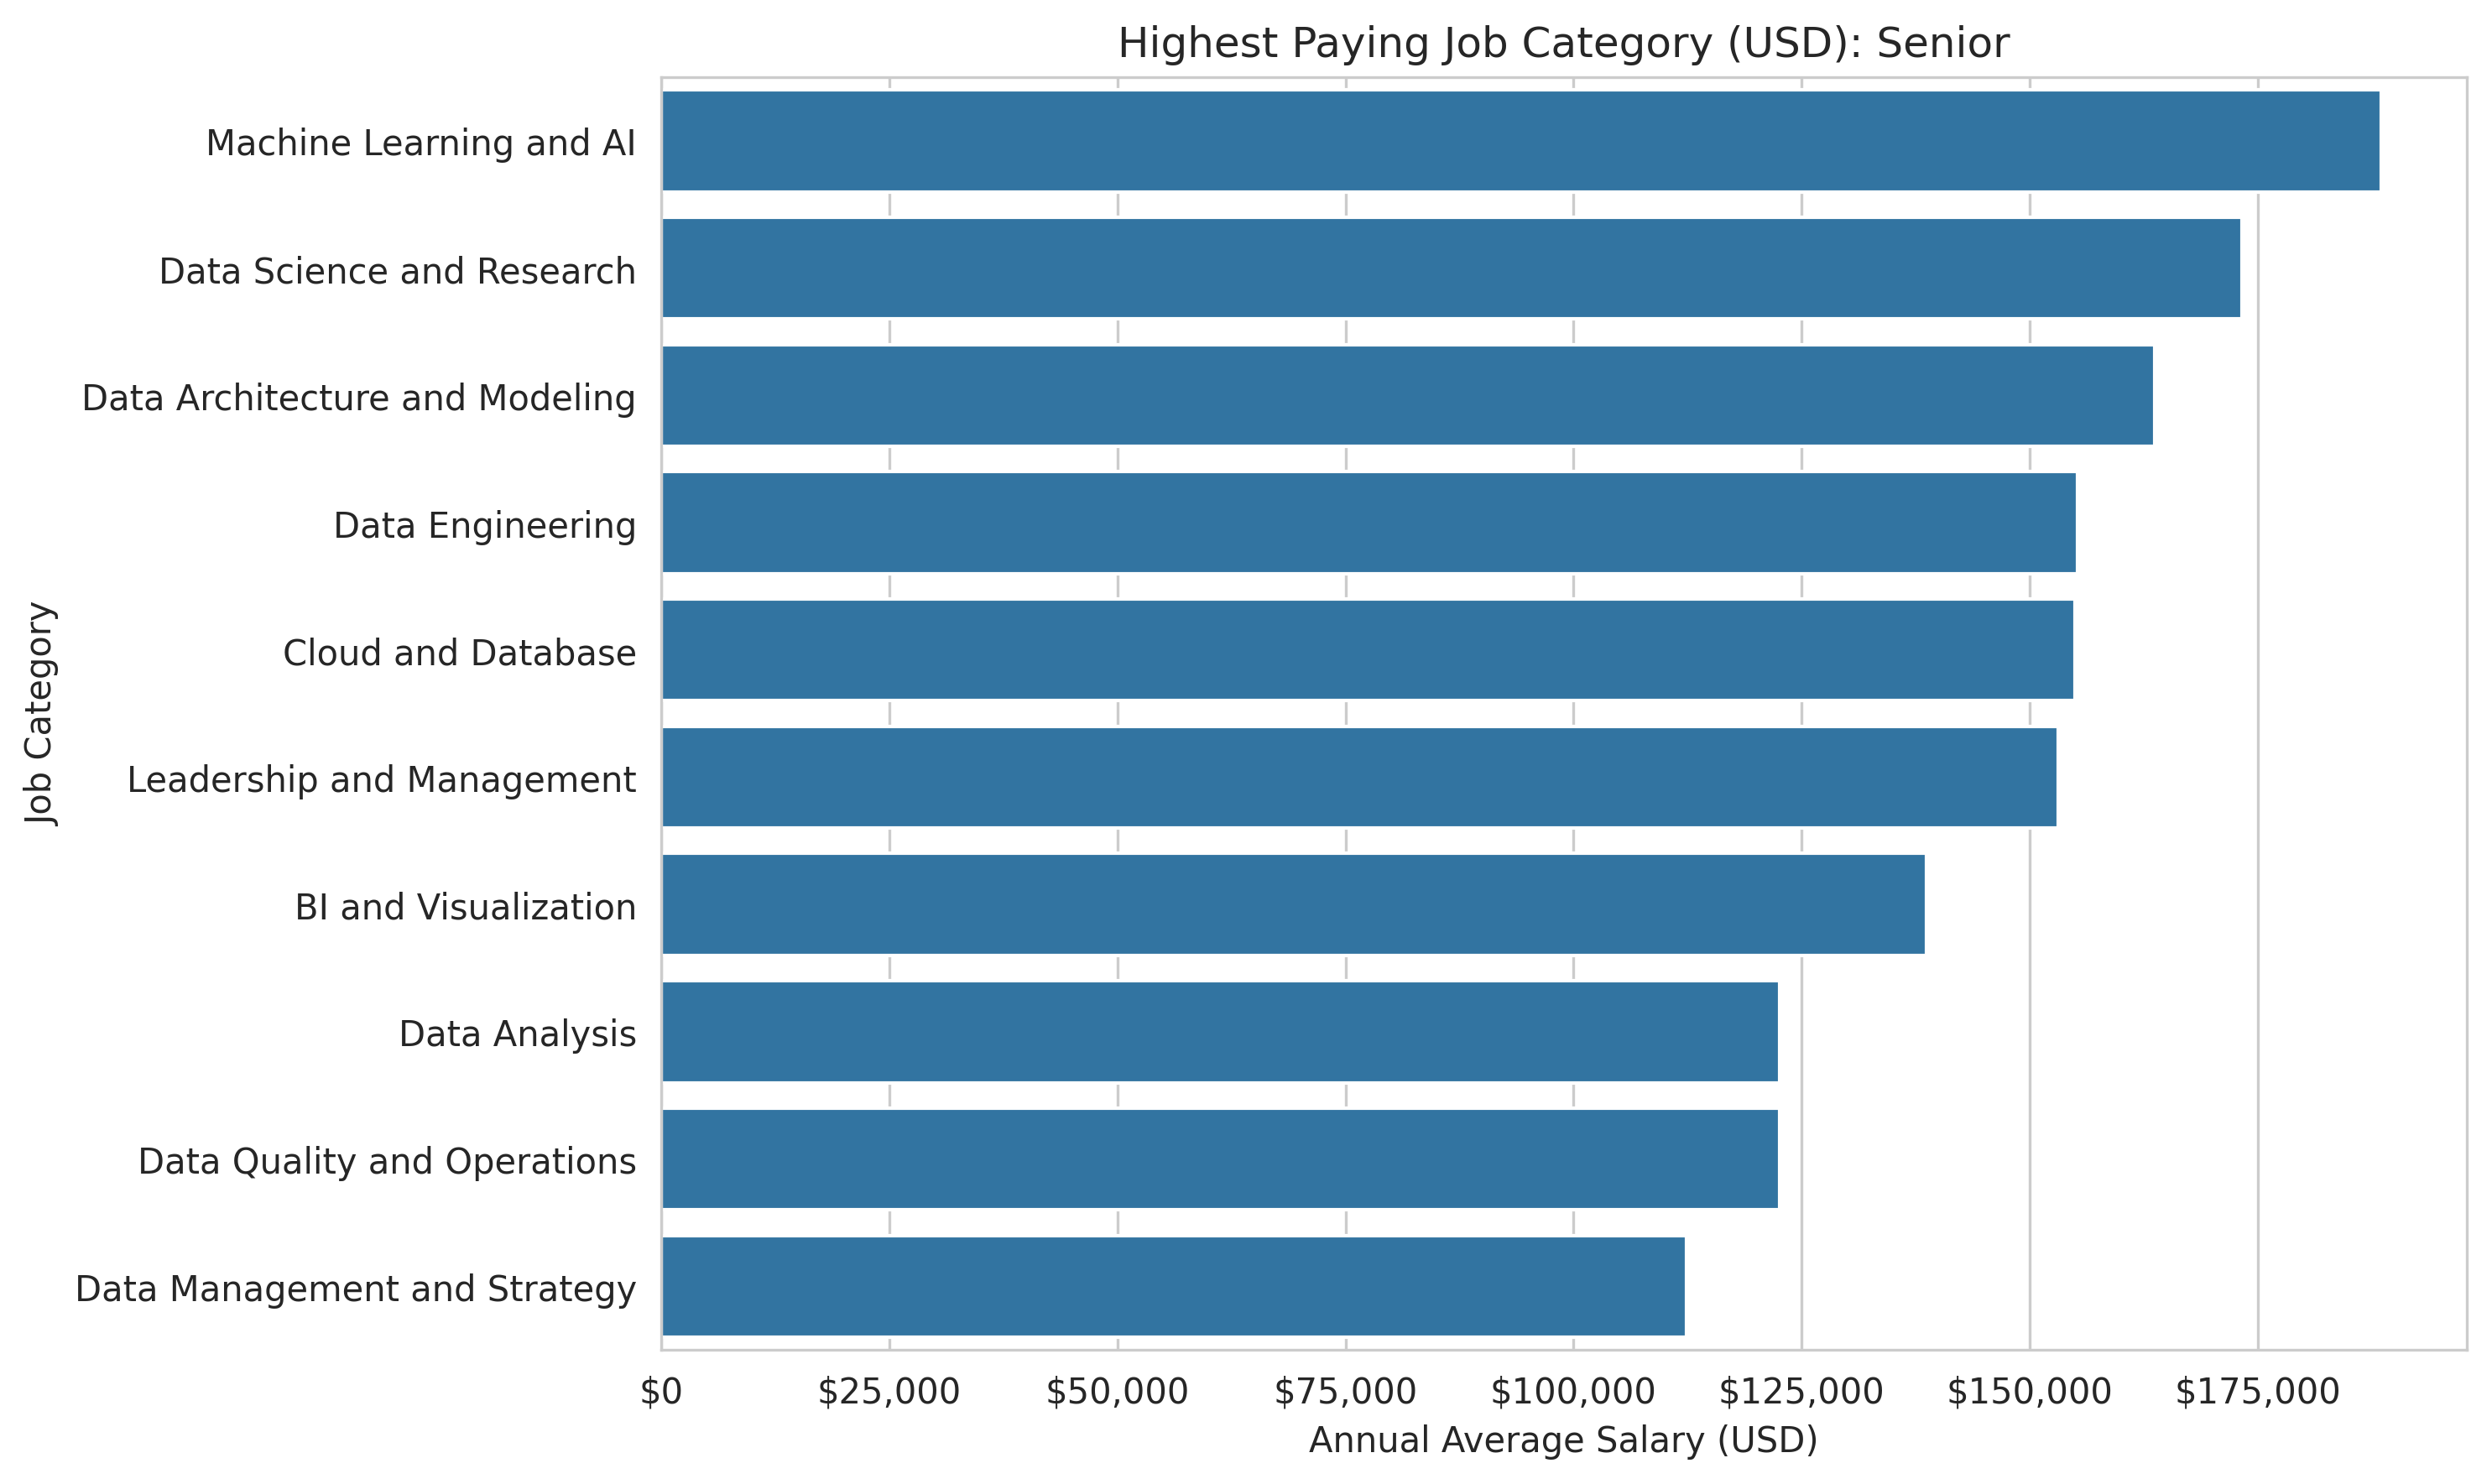 Highest Paying Job Category (USD): Senior
Machine Learning and AI
Data Science and Research
Data Architecture and Modeling
Data Engineering
Cloud and Database
Leadership and Management
BI and Visualization
Data Analysis
Data Quality and Operations
Data Management and Strategy
Job Category
$0 $25,000 $50,000 $75,000 $100,000 $125,000 $150,000 $175,000
Annual Average Salary (USD)